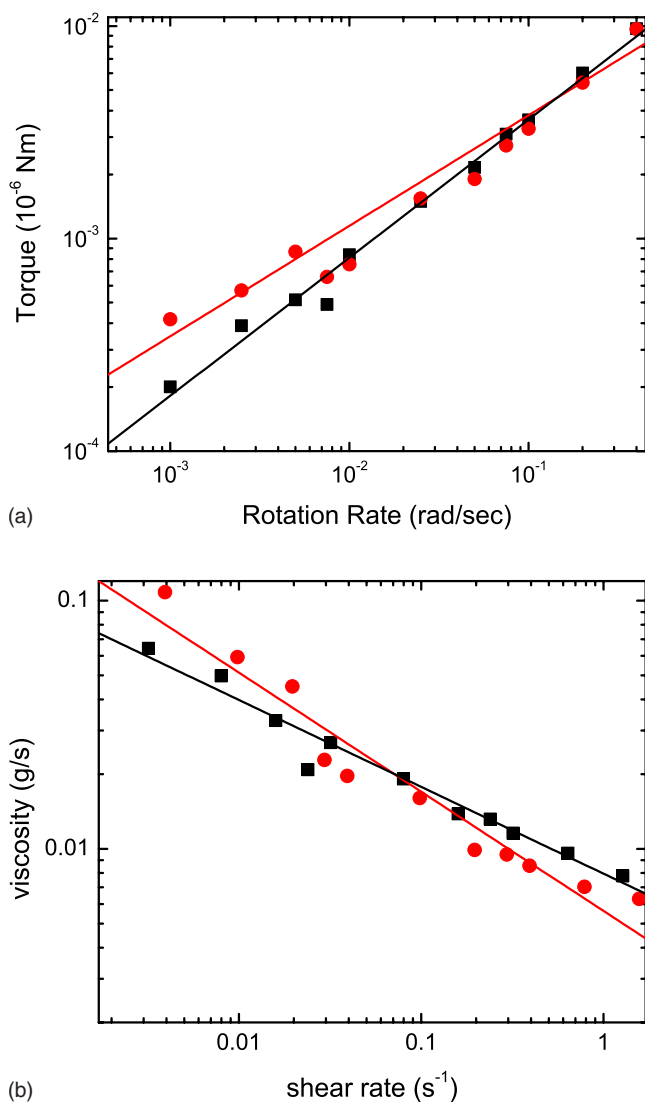 10⁻²
10⁻³
10⁻⁴
Torque (10⁻⁶ Nm)
10⁻³ 10⁻² 10⁻¹
(a) Rotation Rate (rad/sec)
0.1
0.01
viscosity (g/s)
0.01 0.1 1
(b) shear rate (s⁻¹)